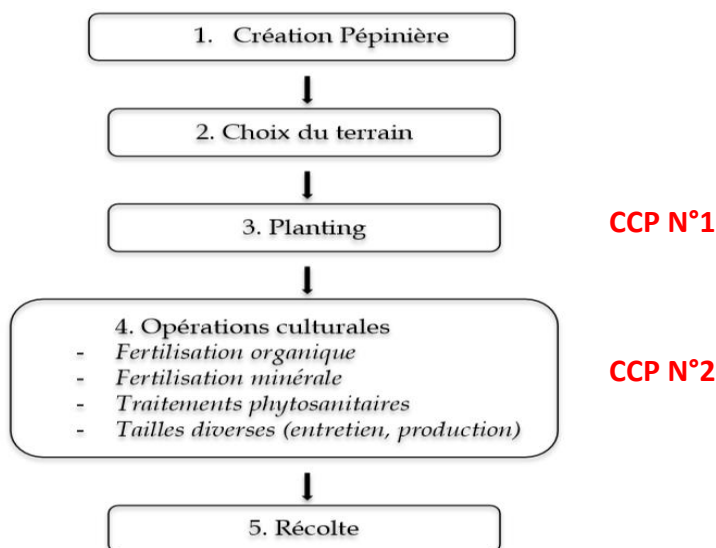 1. Création Pépinière
2. Choix du terrain
3. Planting
CCP N°1
4. Opérations culturales
- Fertilisation organique
- Fertilisation minérale
- Traitements phytosanitaires
- Tailles diverses (entretien, production)
CCP N°2
5. Récolte